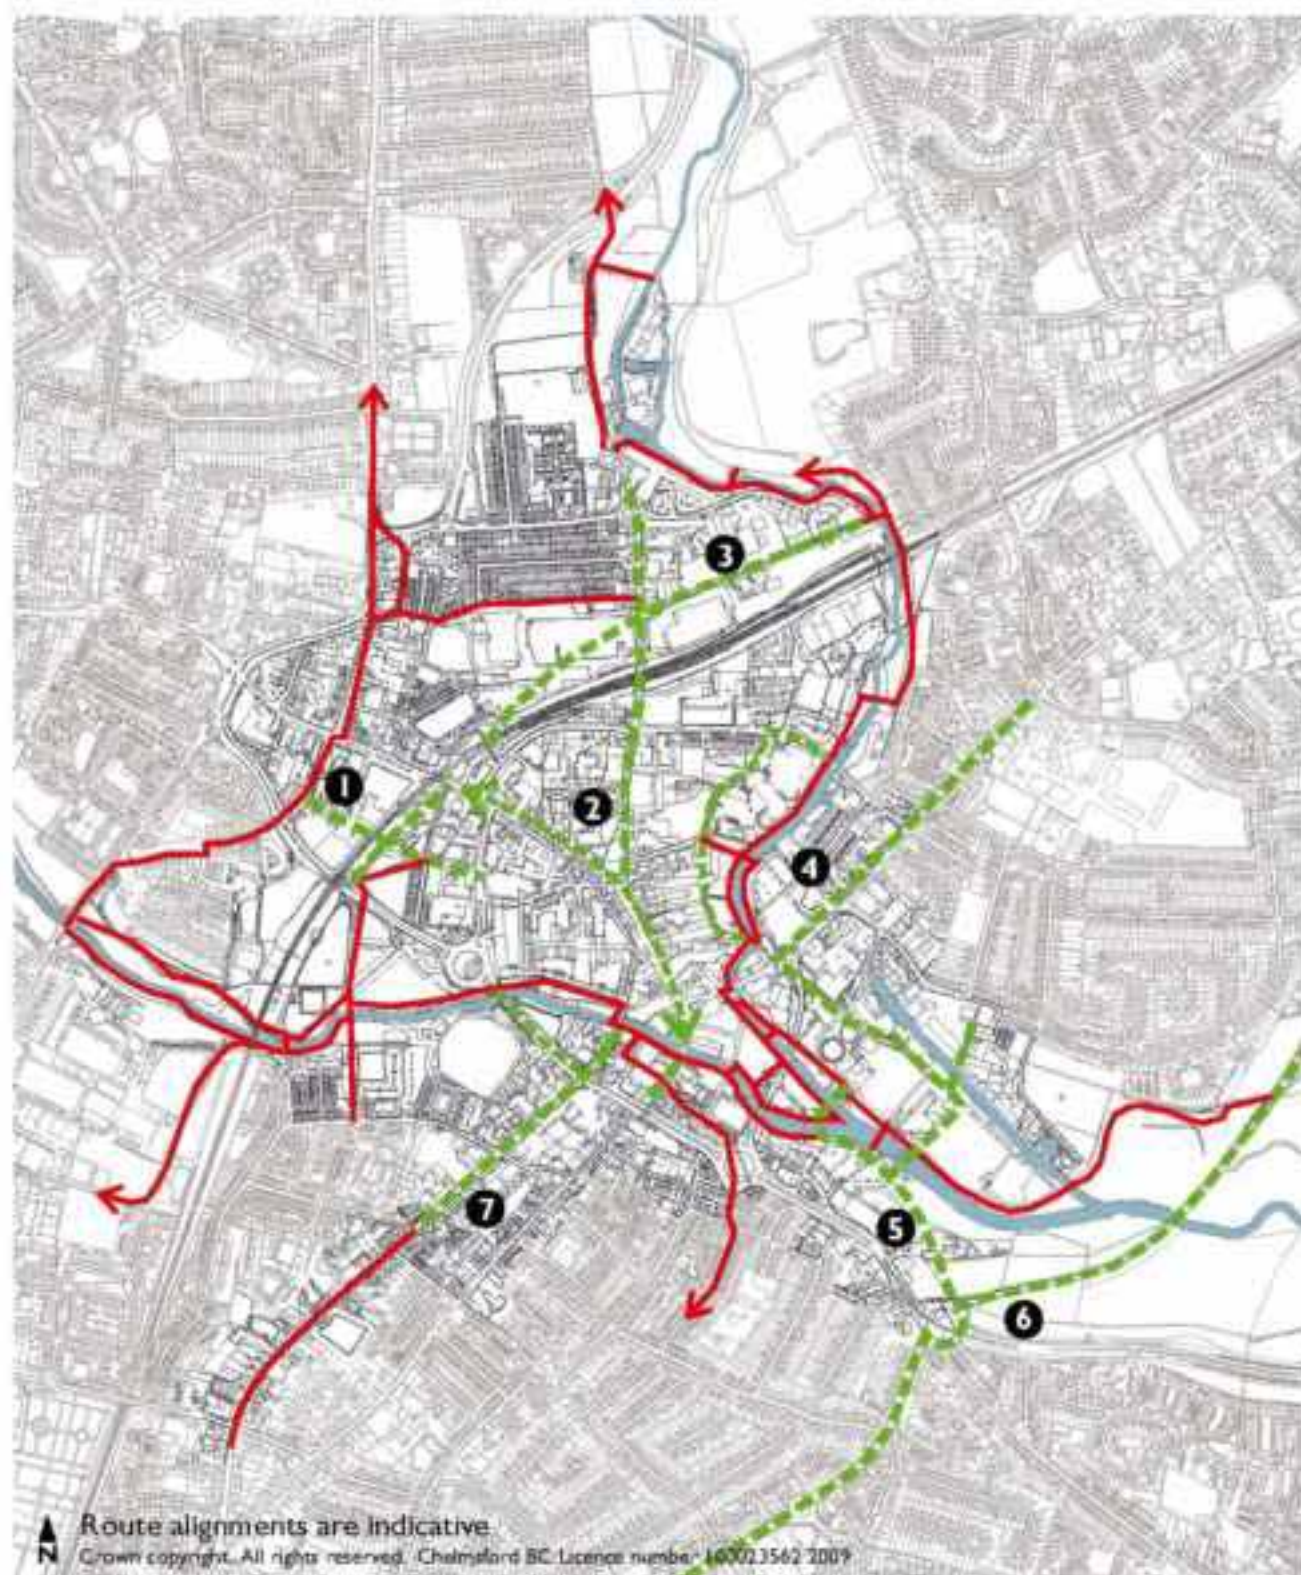 3
1
2
4
7
5
6
N
Route alignments are indicative
Crown copyright. All rights reserved. Chelmsford BC Licence number 100023562 2009